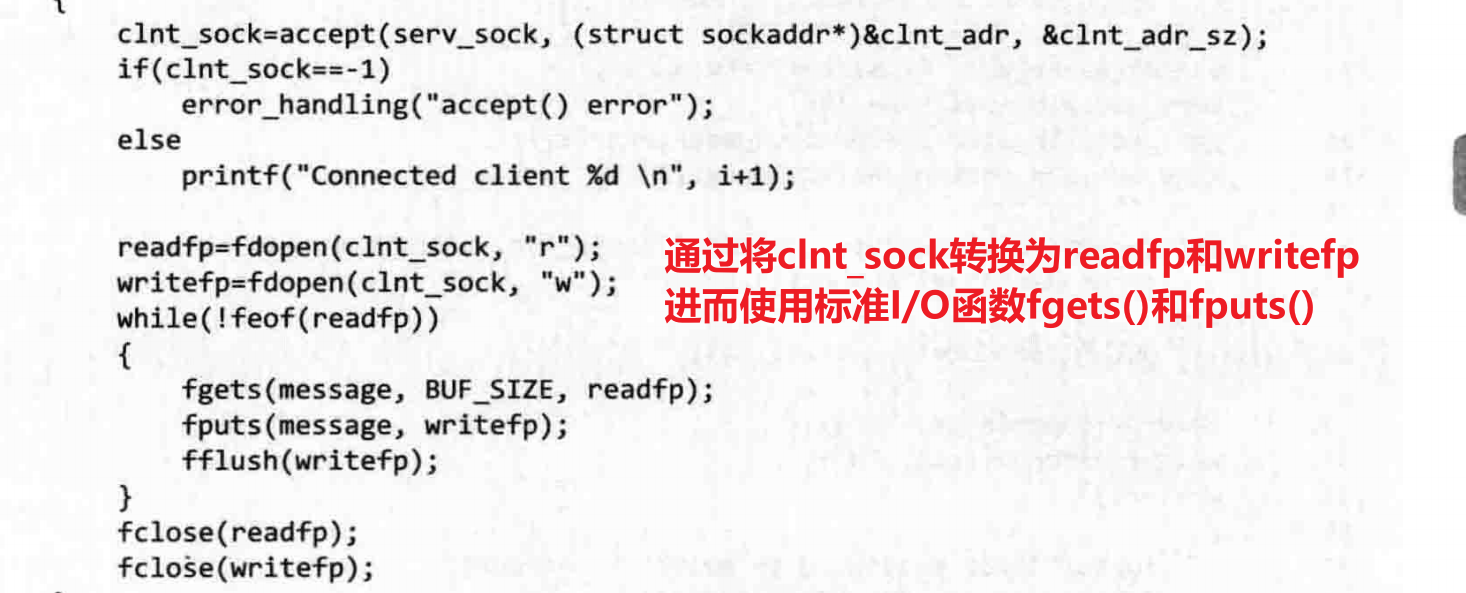 {
clnt_sock=accept(serv_sock, (struct sockaddr*)&clnt_adr, &clnt_adr_sz);
if(clnt_sock==-1)
    error_handling("accept() error");
else
    printf("Connected client %d \n", i+1);
readfp=fdopen(clnt_sock, "r");
通过将clnt_sock转换为readfp和writefp
writefp=fdopen(clnt_sock, "w");
进而使用标准I/O函数fgets()和fputs()
while(!feof(readfp))
{
    fgets(message, BUF_SIZE, readfp);
    fputs(message, writefp);
    fflush(writefp);
}
fclose(readfp);
fclose(writefp);